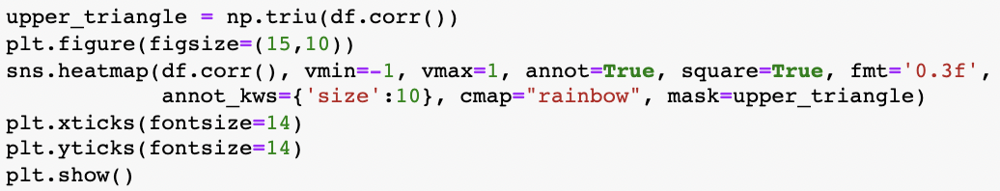 upper_triangle = np.triu(df.corr())
plt.figure(figsize=(15,10))
sns.heatmap(df.corr(), vmin=-1, vmax=1, annot=True, square=True, fmt='0.3f',
            annot_kws={'size':10}, cmap="rainbow", mask=upper_triangle)
plt.xticks(fontsize=14)
plt.yticks(fontsize=14)
plt.show()